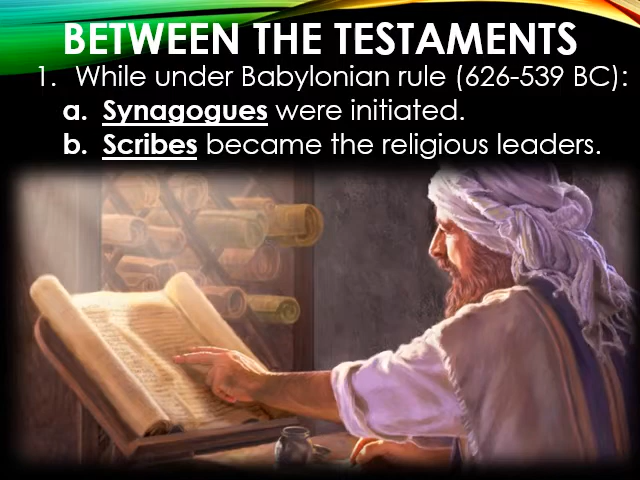 BETWEEN THE TESTAMENTS
1. While under Babylonian rule (626-539 BC):
a. Synagogues were initiated.
b. Scribes became the religious leaders.